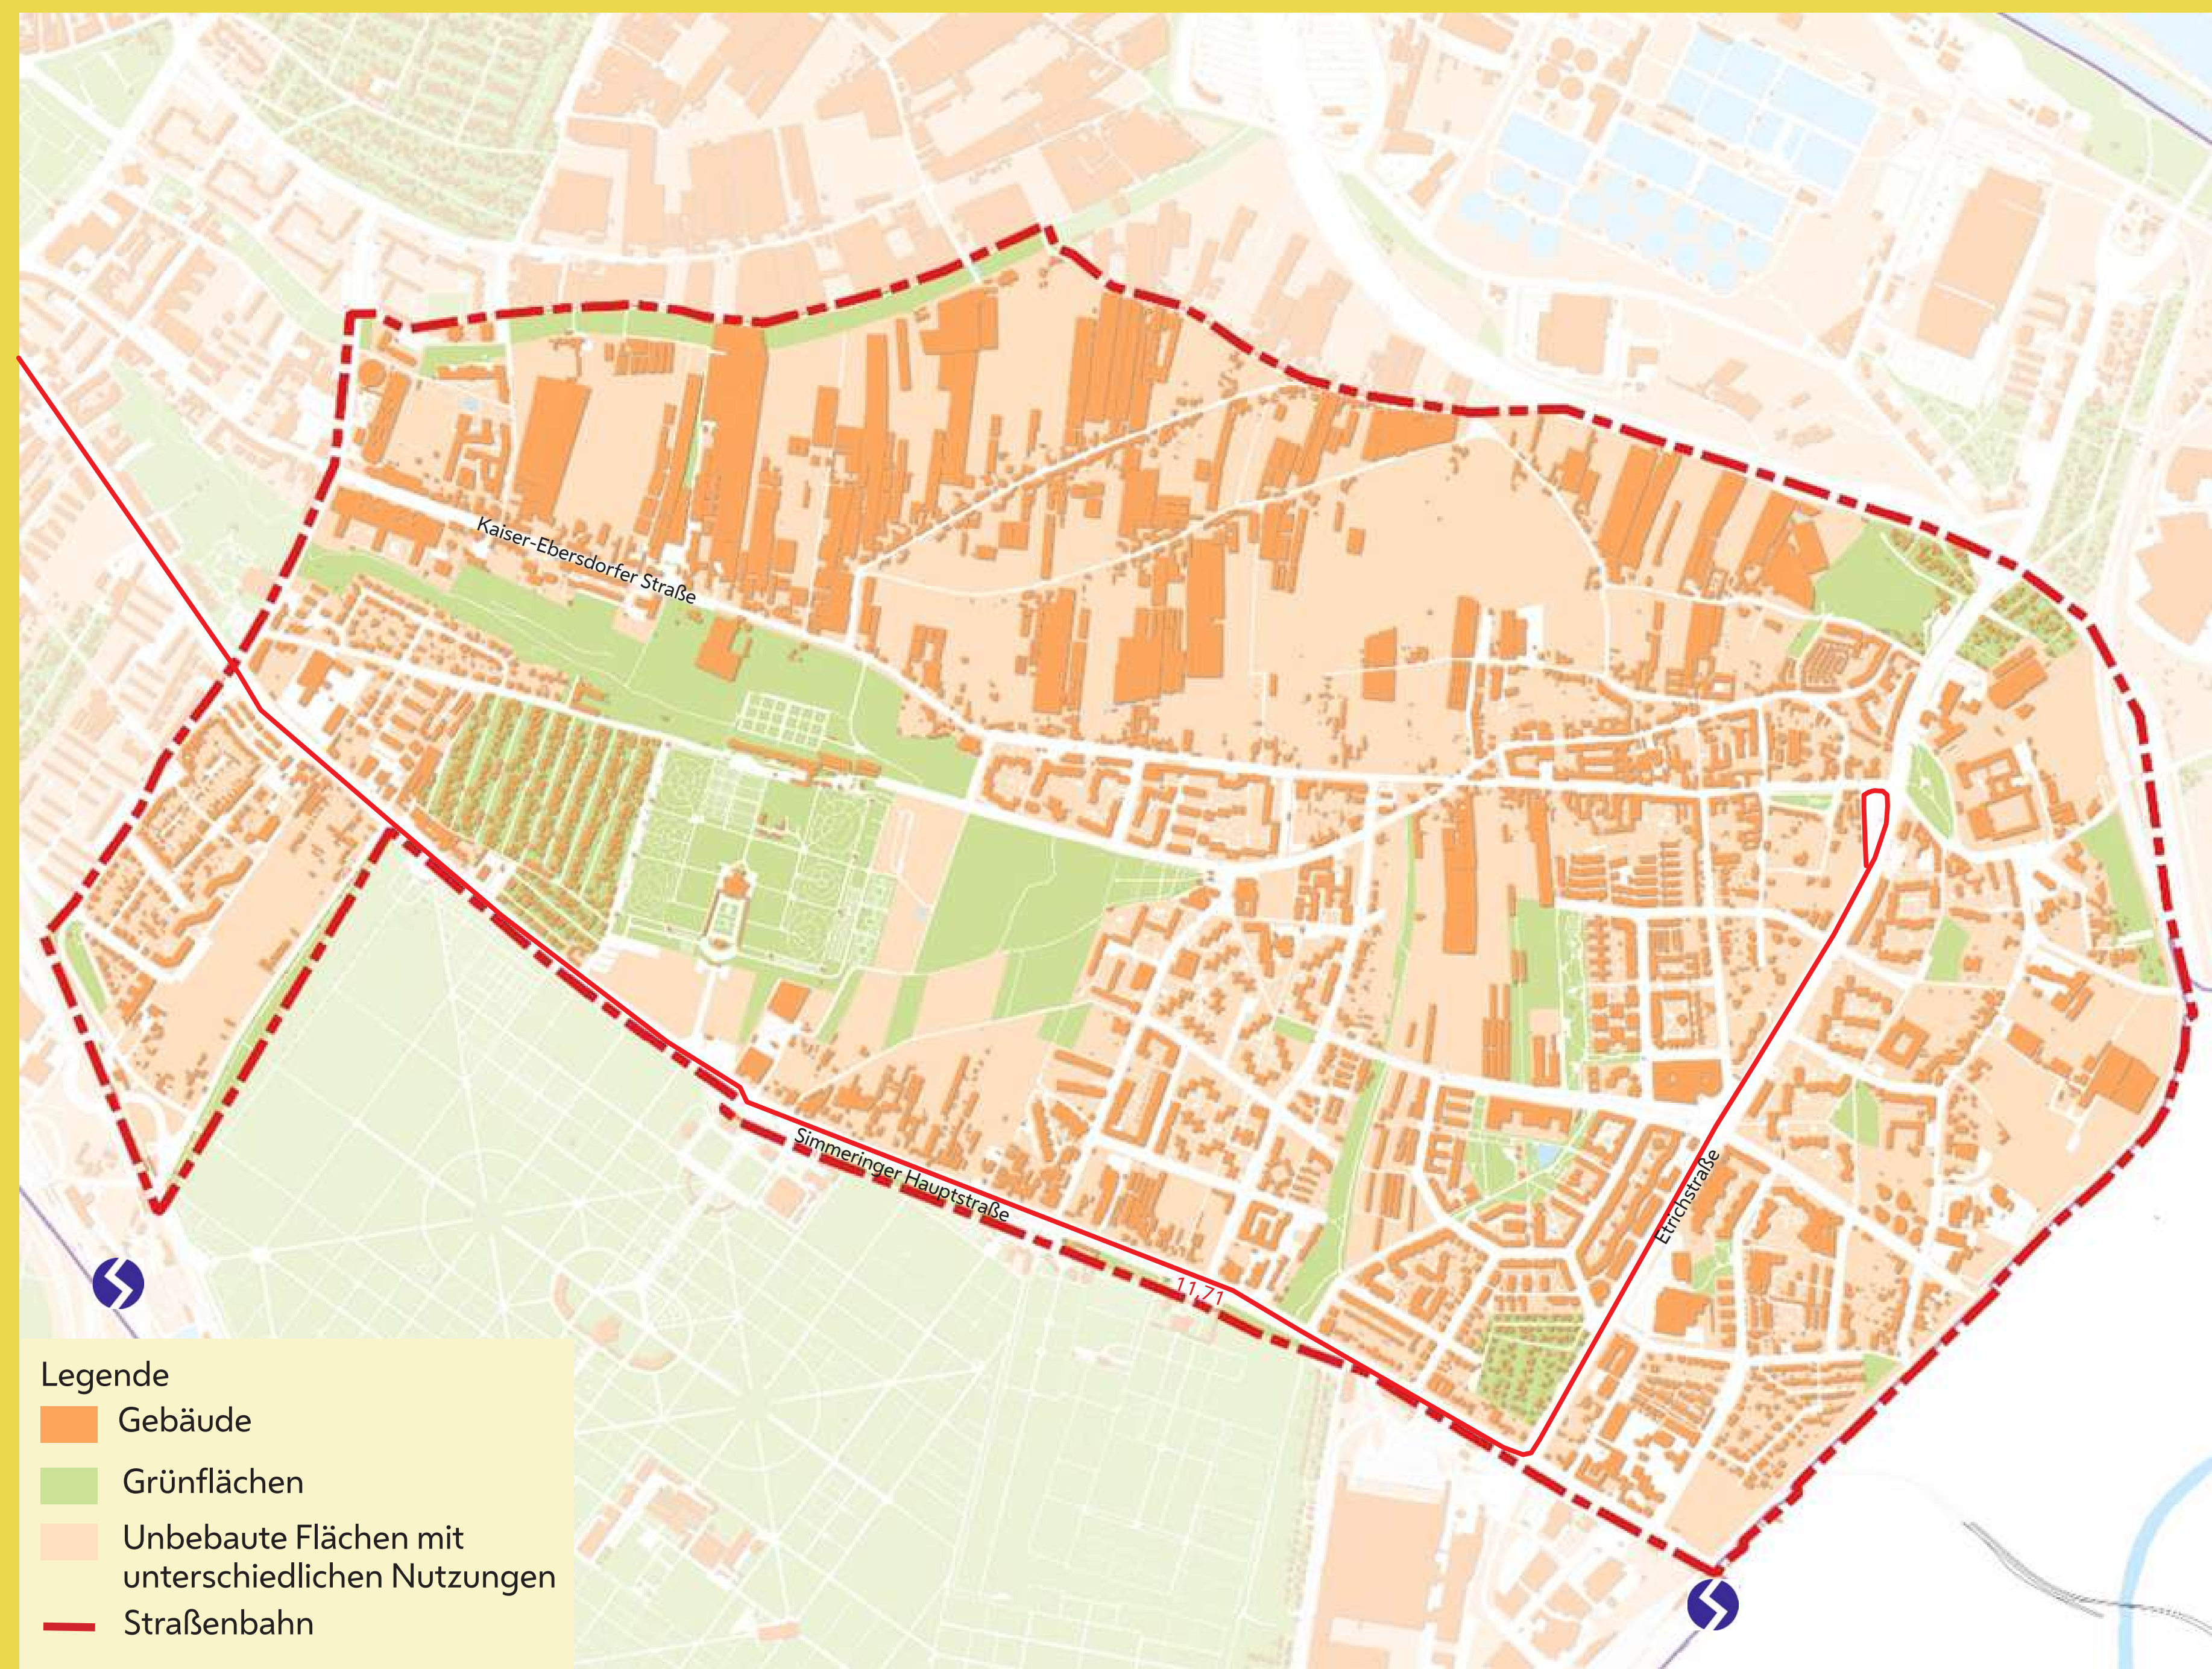 Kaiser-Ebersdorfer Straße
Simmeringer Hauptstraße
11,71
Etrichstraße
Legende
Gebäude
Grünflächen
Unbebaute Flächen mit
unterschiedlichen Nutzungen
Straßenbahn